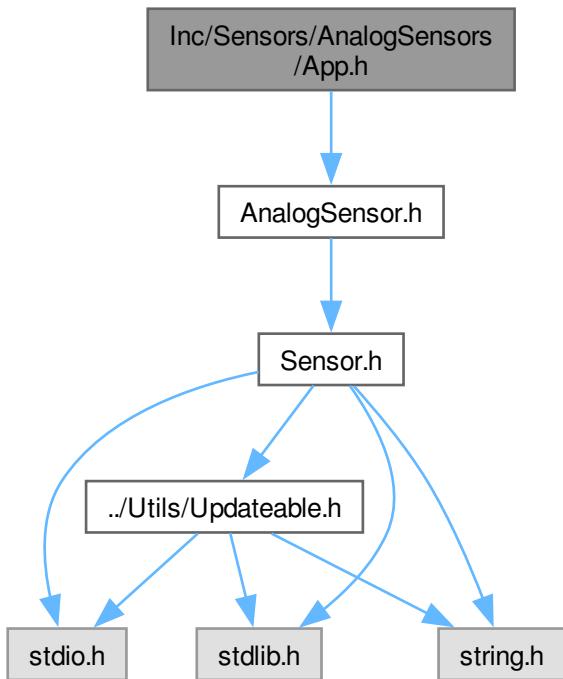 Inc/Sensors/AnalogSensors
/App.h
AnalogSensor.h
Sensor.h
../Utils/Updateable.h
stdio.h
stdlib.h
string.h